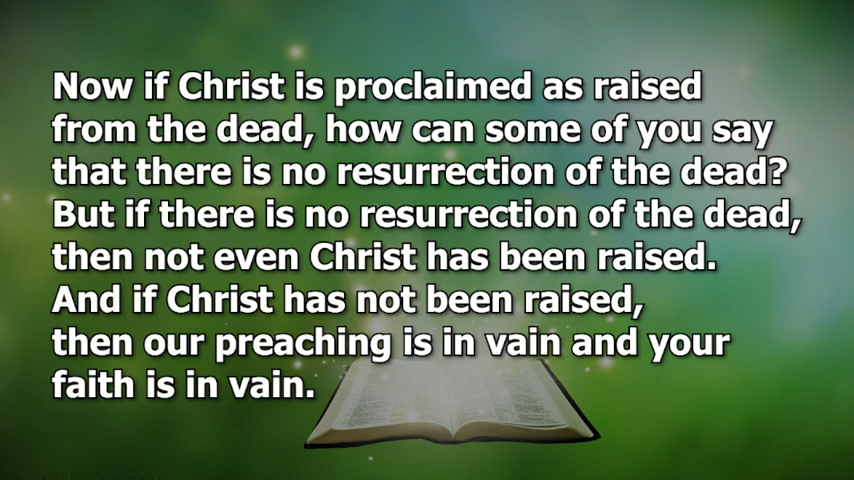 Now if Christ is proclaimed as raised
from the dead, how can some of you say
that there is no resurrection of the dead?
But if there is no resurrection of the dead,
then not even Christ has been raised.
And if Christ has not been raised,
then our preaching is in vain and your
faith is in vain.